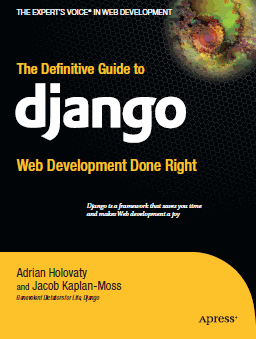 THE EXPERT'S VOICE® IN WEB DEVELOPMENT
The Definitive Guide to
django
Web Development Done Right
Django is a framework that saves you time
and makes Web development a joy
Adrian Holovaty
and Jacob Kaplan-Moss
Benevolent Dictators for Life, Django
Apress®